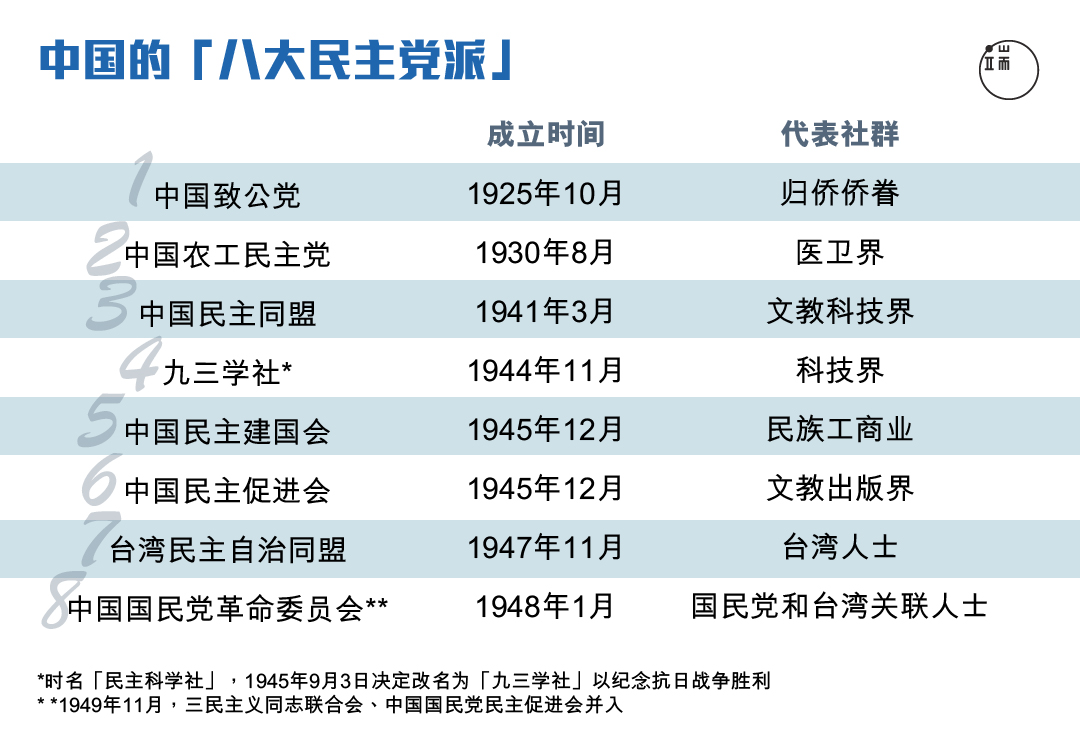 中国的「八大民主党派」
端
成立时间 代表社群
1 中国致公党 1925年10月 归侨侨眷
2 中国农工民主党 1930年8月 医卫界
3 中国民主同盟 1941年3月 文教科技界
4 九三学社* 1944年11月 科技界
5 中国民主建国会 1945年12月 民族工商业
6 中国民主促进会 1945年12月 文教出版界
7 台湾民主自治同盟 1947年11月 台湾人士
8 中国国民党革命委员会** 1948年1月 国民党和台湾关联人士
*时名「民主科学社」，1945年9月3日决定改名为「九三学社」以纪念抗日战争胜利
* *1949年11月，三民主义同志联合会、中国国民党民主促进会并入